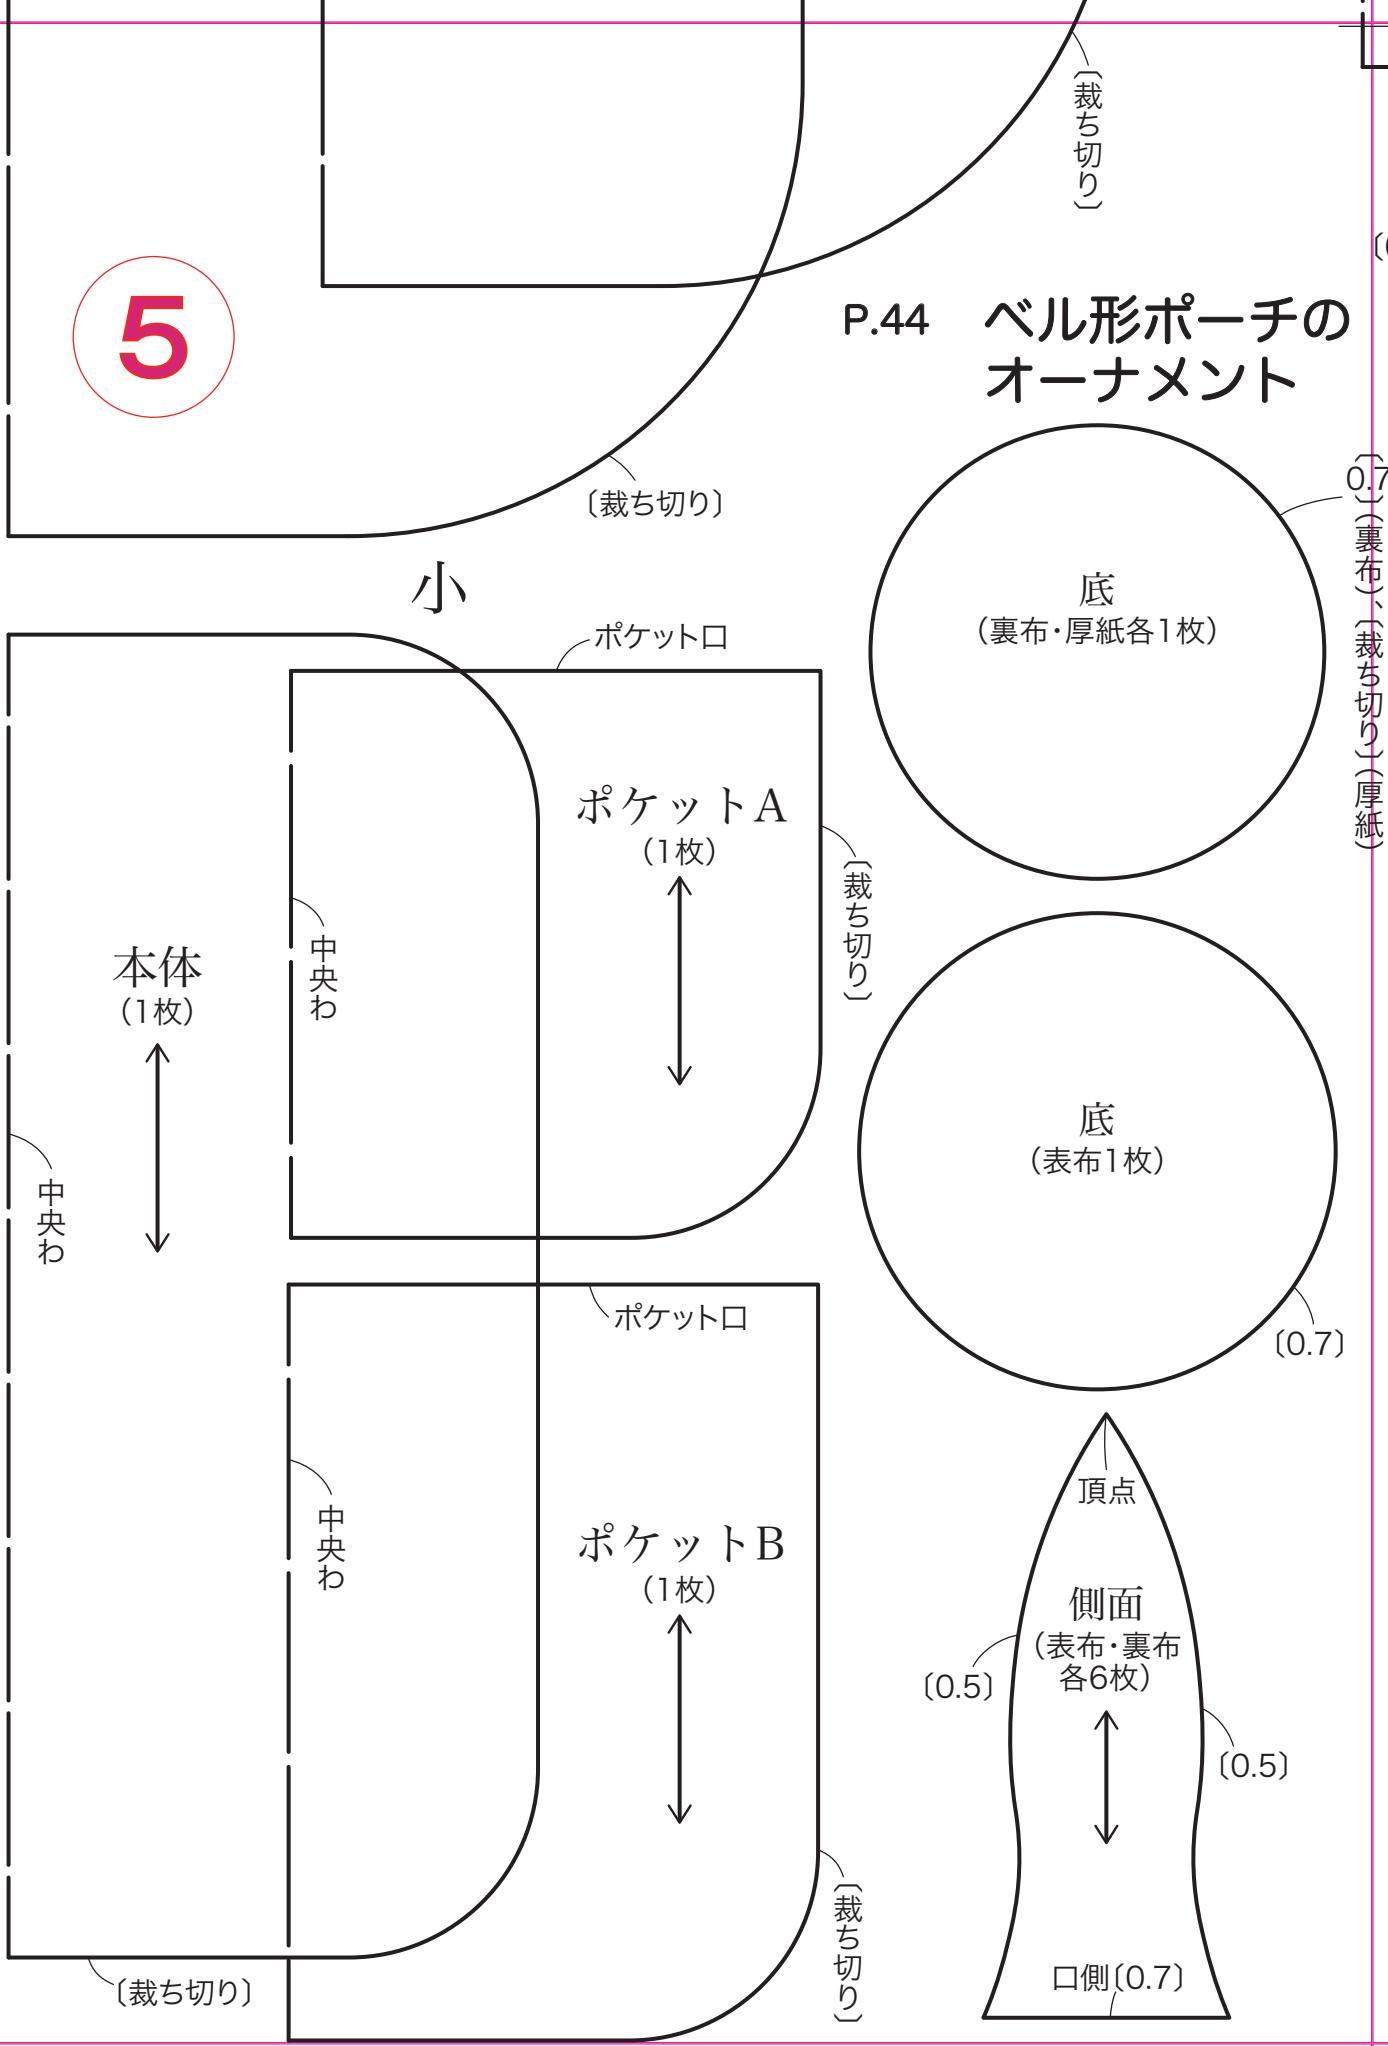 〔裁ち切り〕
5
P.44 ベル形ポーチの
オーナメント
〔裁ち切り〕
小
ポケット口
ポケットA
(1枚)
〔裁ち切り〕
中央わ
本体
(1枚)
中央わ
〔裁ち切り〕
ポケット口
中央わ
ポケットB
(1枚)
〔裁ち切り〕
底
(裏布・厚紙各1枚)
〔0.7〕(裏布)、〔裁ち切り〕(厚紙)
底
(表布1枚)
〔0.7〕
頂点
側面
(表布・裏布
各6枚)
〔0.5〕
〔0.5〕
口側〔0.7〕